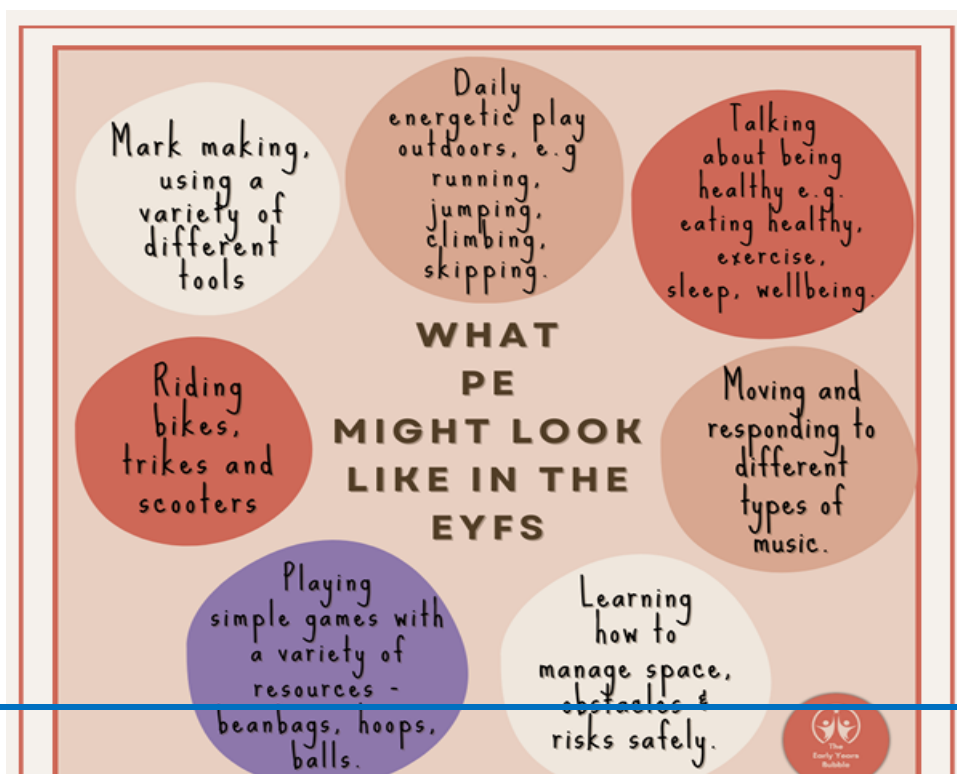 Mark making,
using a
variety of
different
tools
Daily
energetic play
outdoors, e.g
running,
jumping,
climbing,
skipping.
Talking
about being
healthy e.g.
eating healthy,
exercise,
sleep, wellbeing.
WHAT
PE
MIGHT LOOK
LIKE IN THE
EYFS
Riding
bikes,
trikes and
scooters
Moving and
responding to
different
types of
music.
Playing
simple games with
a variety of
resources -
beanbags, hoops,
balls.
Learning
how to
manage space,
obstacles &
risks safely.
The
Early Years
Bubble